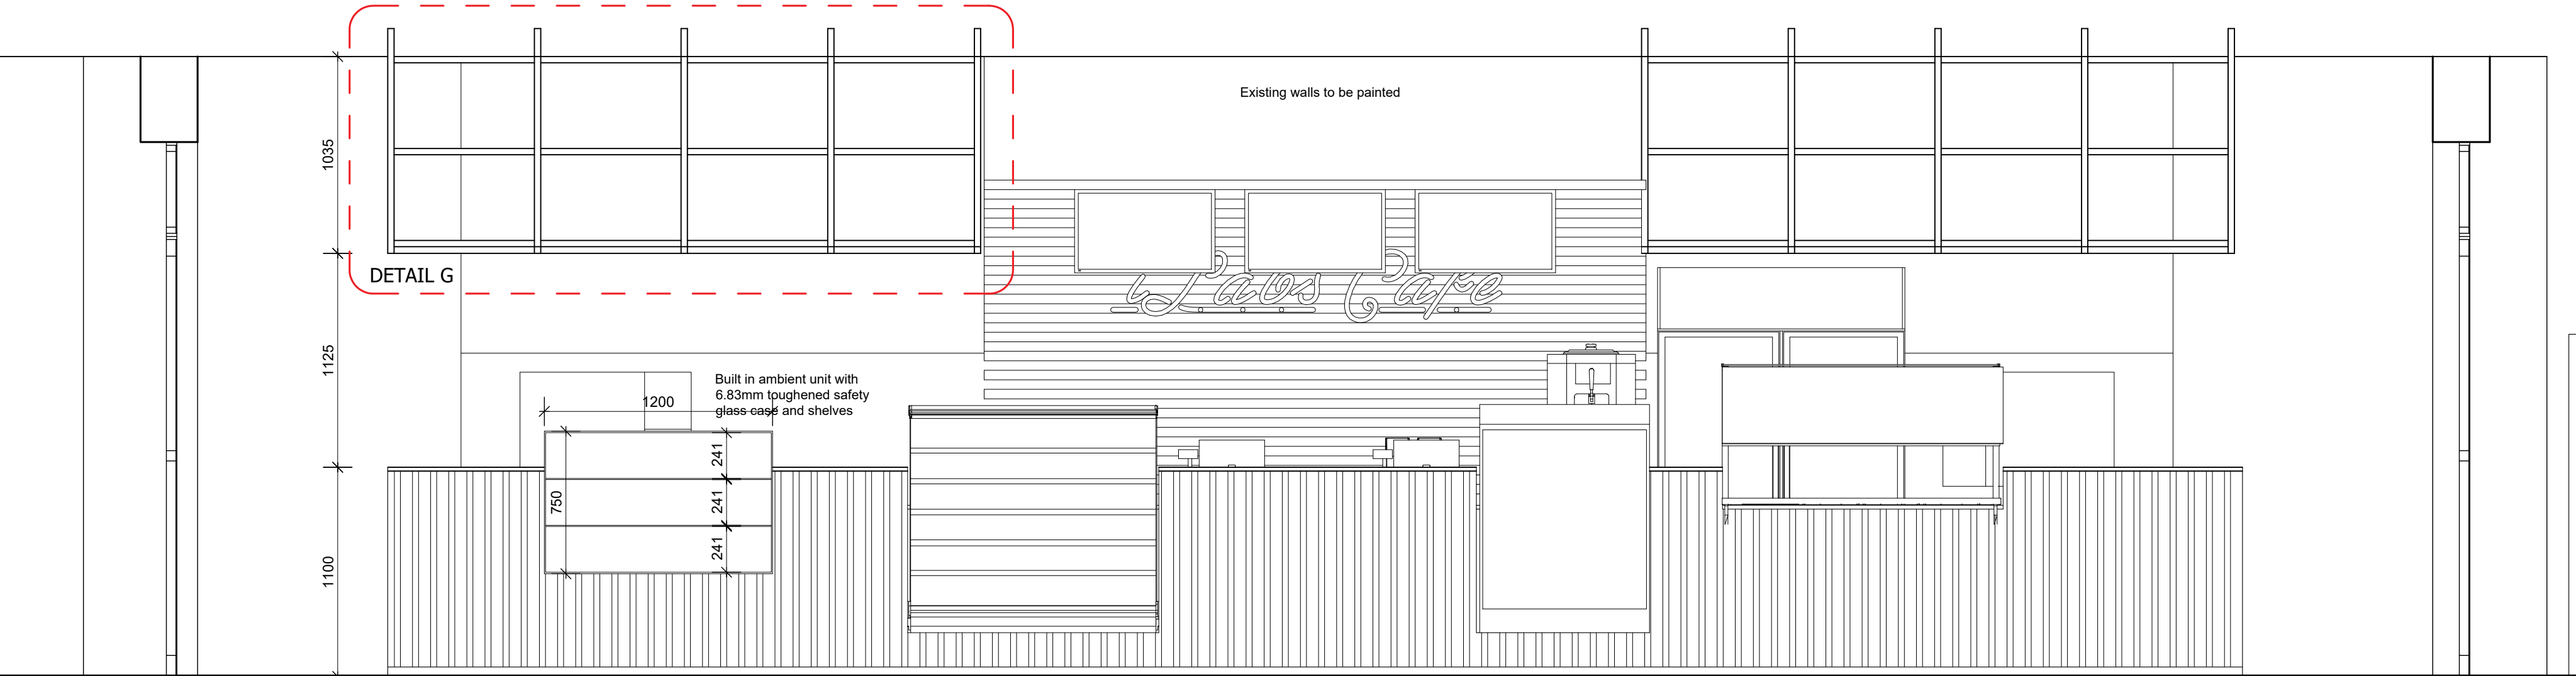 Existing walls to be painted
1035
DETAIL G
Cafe
1125
Built in ambient unit with
6.83mm toughened safety
glass case and shelves
1200
241
750
241
241
1100